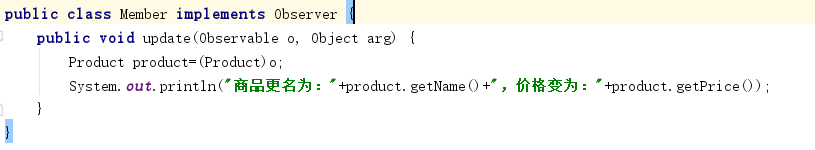 public class Member implements Observer {
    public void update(Observable o, Object arg) {
        Product product=(Product)o;
        System.out.println("商品更名为："+product.getName()+"，价格变为："+product.getPrice());
    }
}